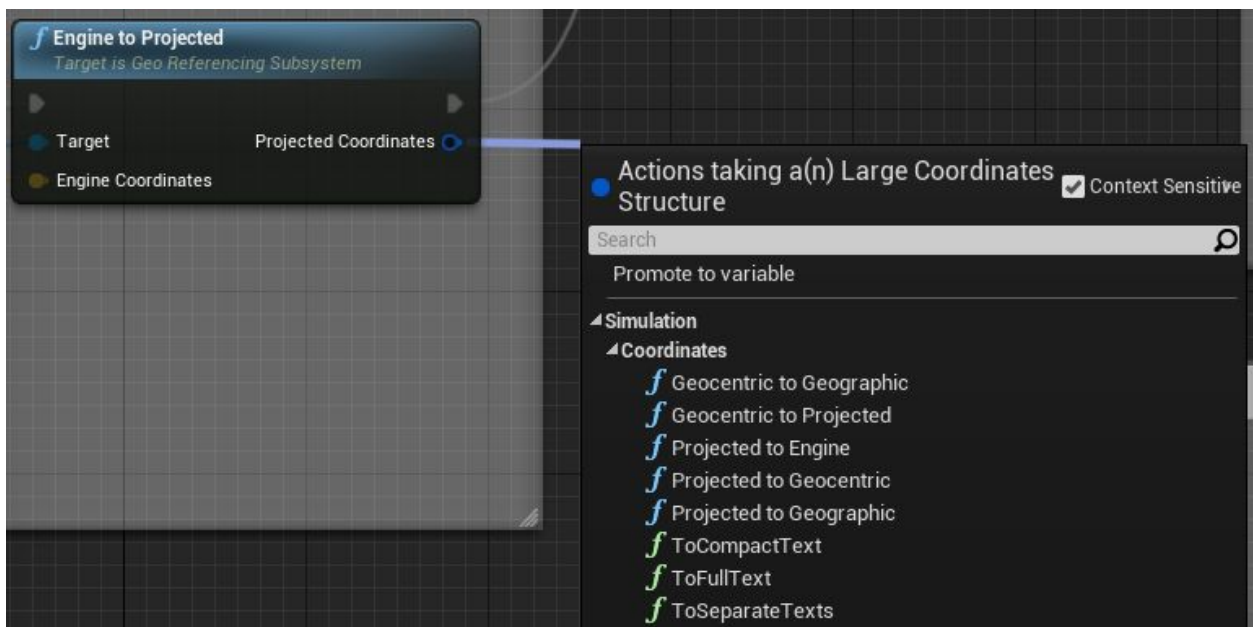 f Engine to Projected
Target is Geo Referencing Subsystem
Target
Projected Coordinates
Engine Coordinates
Actions taking a(n) Large Coordinates
Structure
Context Sensitive
Search
Promote to variable
Simulation
Coordinates
f Geocentric to Geographic
f Geocentric to Projected
f Projected to Engine
f Projected to Geocentric
f Projected to Geographic
f ToCompactText
f ToFullText
f ToSeparateTexts